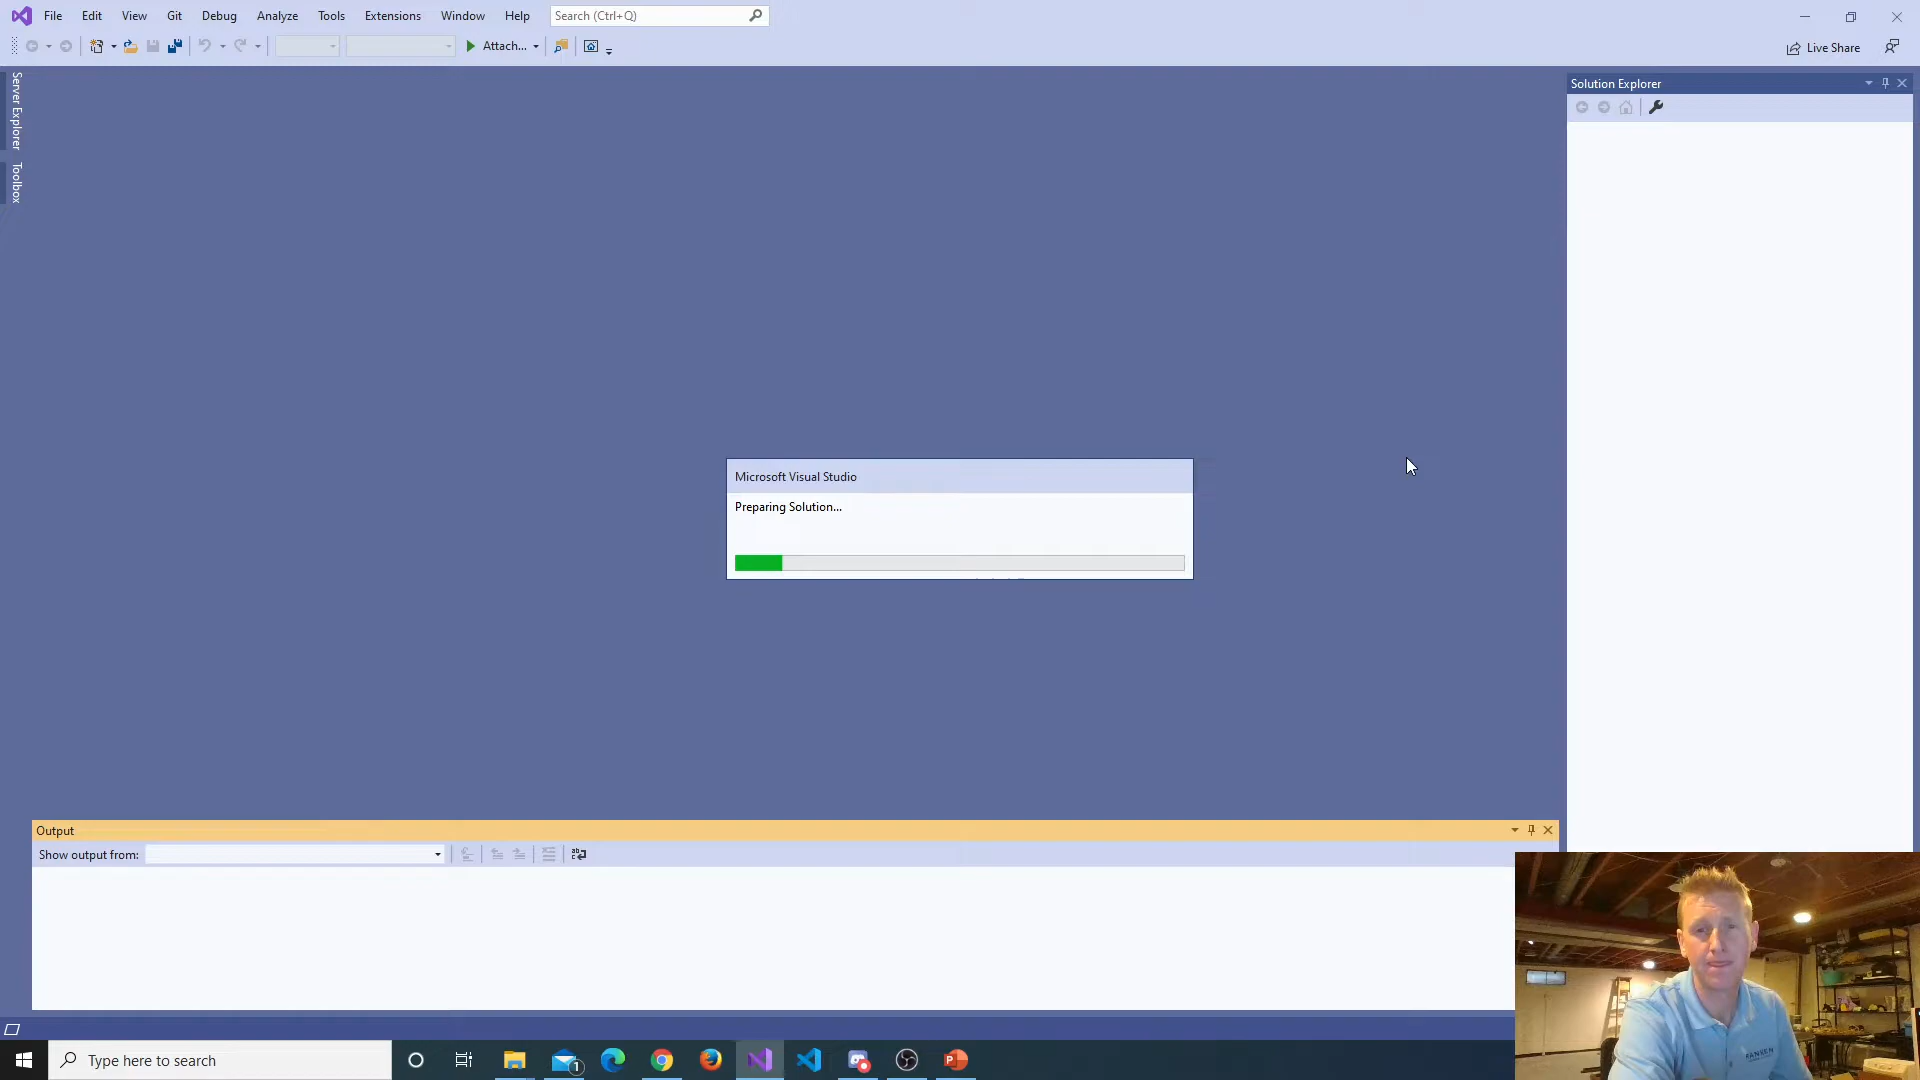 File Edit View Git Debug Analyze Tools Extensions Window Help Search (Ctrl+Q)
Attach...
Live Share
Server Explorer
Toolbox
Solution Explorer
Microsoft Visual Studio
Preparing Solution...
Output
Show output from:
Type here to search
1